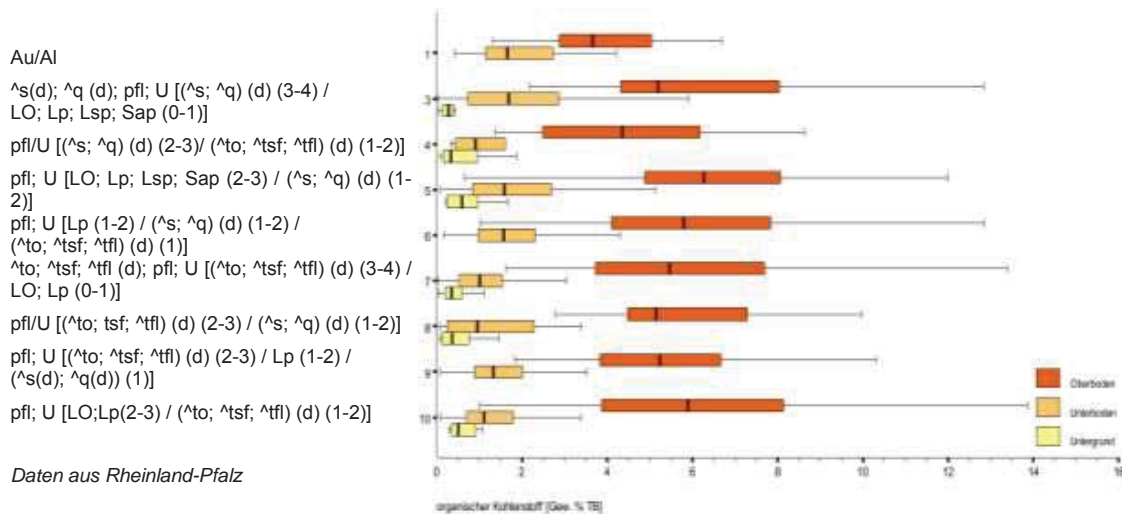 Au/Al
^s(d); ^q (d); pfl; U [(^s; ^q) (d) (3-4) /
LO; Lp; Lsp; Sap (0-1)]
pfl/U [(^s; ^q) (d) (2-3)/ (^to; ^tsf; ^tfl) (d) (1-2)]
pfl; U [LO; Lp; Lsp; Sap (2-3) / (^s; ^q) (d) (1-
2)]
pfl; U [Lp (1-2) / (^s; ^q) (d) (1-2) /
(^to; ^tsf; ^tfl) (d) (1)]
^to; ^tsf; ^tfl (d); pfl; U [(^to; ^tsf; ^tfl) (d) (3-4) /
LO; Lp (0-1)]
pfl/U [(^to; tsf; ^tfl) (d) (2-3) / (^s; ^q) (d) (1-2)]
pfl; U [(^to; ^tsf; ^tfl) (d) (2-3) / Lp (1-2) /
(^s(d); ^q(d)) (1)]
pfl; U [LO;Lp(2-3) / (^to; ^tsf; ^tfl) (d) (1-2)]
Daten aus Rheinland-Pfalz
1
3
4
5
6
7
8
9
10
Oberboden
Unterboden
Untergrund
0 2 4 6 8 10 12 14 16
organischer Kohlenstoff [Gew. % TB]